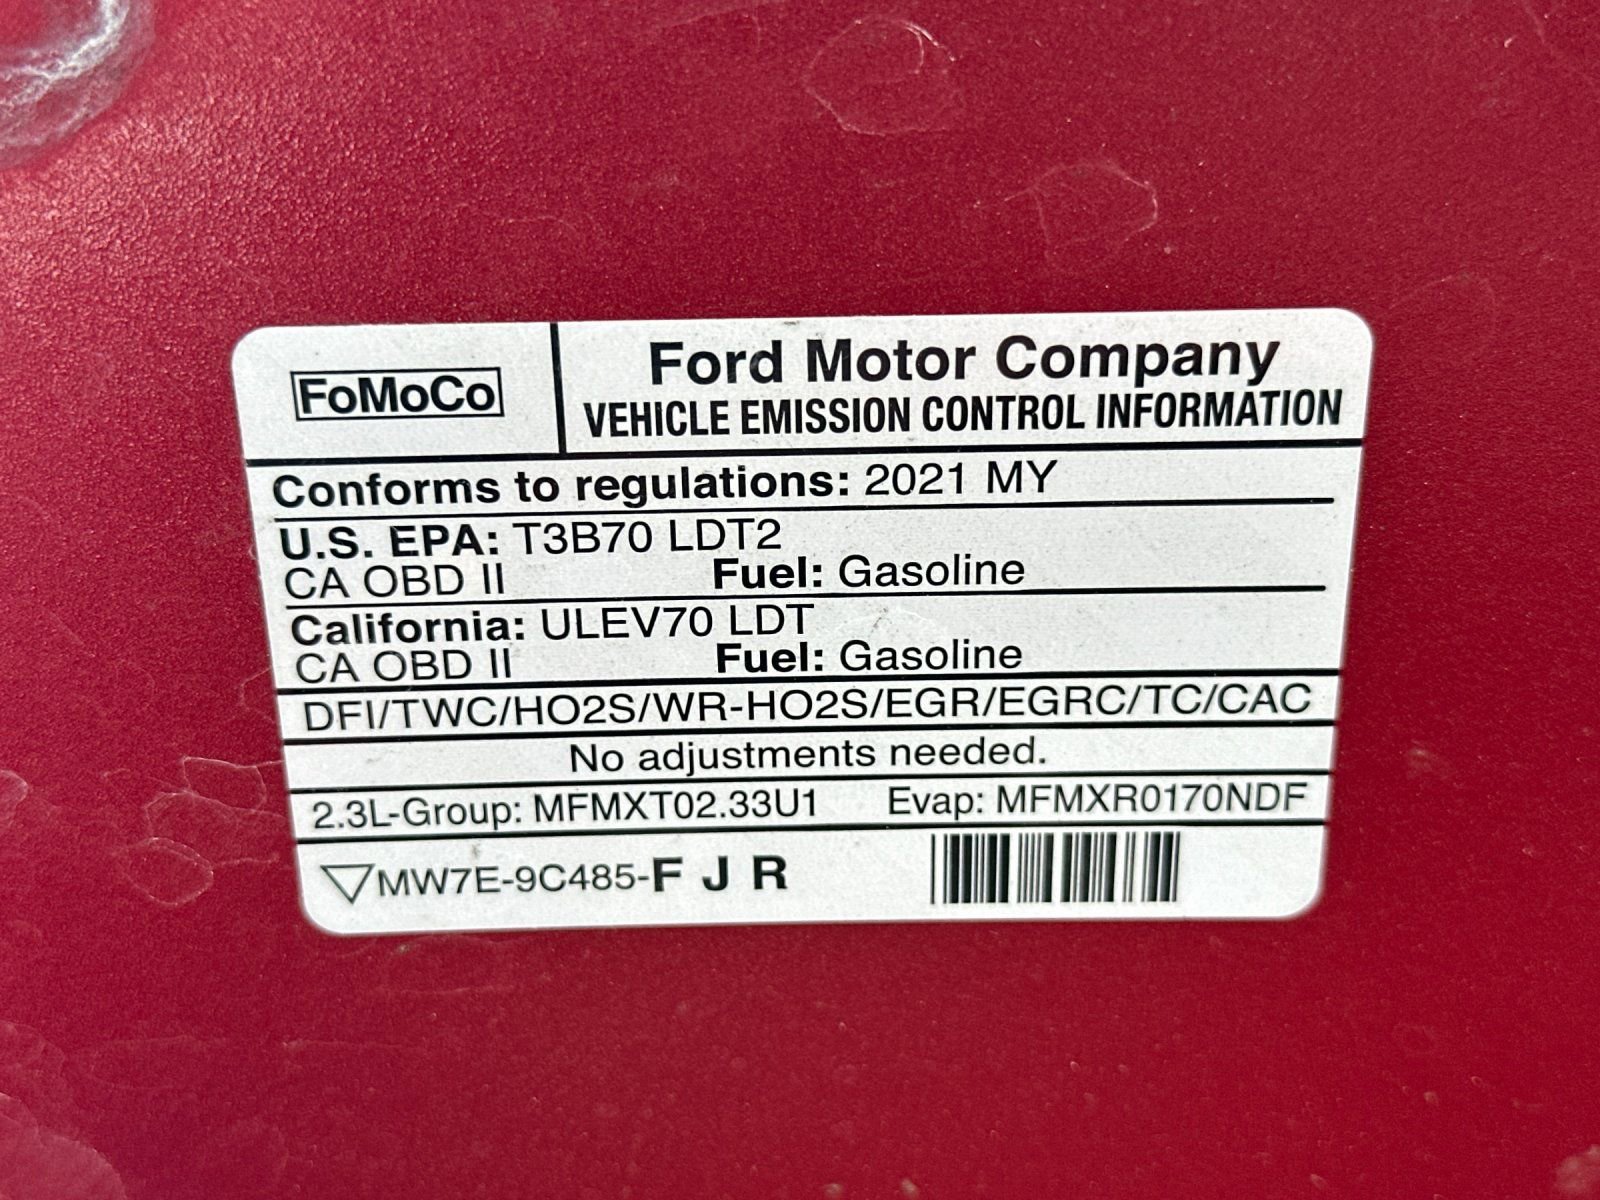 FoMoCo
Ford Motor Company
VEHICLE EMISSION CONTROL INFORMATION
Conforms to regulations: 2021 MY
U.S. EPA: T3B70 LDT2
CA OBD II Fuel: Gasoline
California: ULEV70 LDT
CA OBD II Fuel: Gasoline
DFI/TWC/HO2S/WR-HO2S/EGR/EGRC/TC/CAC
No adjustments needed.
2.3L-Group: MFMXT02.33U1 Evap: MFMXR0170NDF
MW7E-9C485-F J R